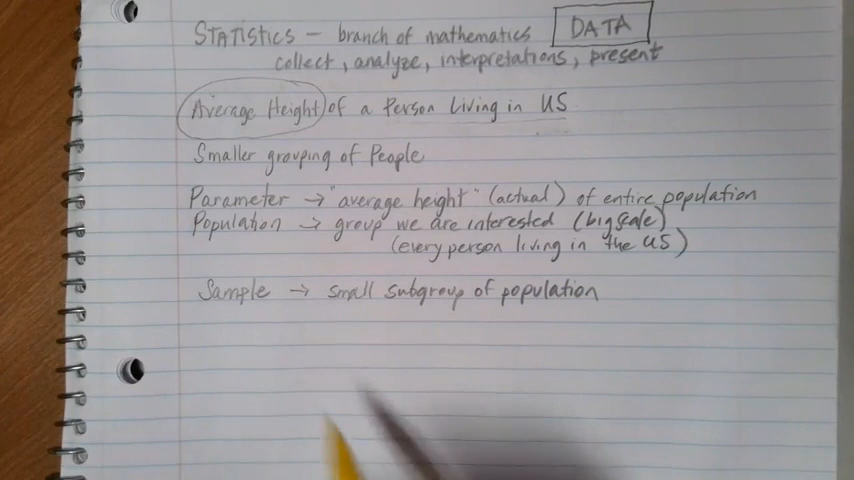 STATISTICS — branch of mathematics DATA
collect, analyze, interpretations, present
Average Height of a Person Living in US
Smaller grouping of People
Parameter → "average height" (actual) of entire population
Population → group we are interested (big scale)
(every person living in the US)
Sample → small subgroup of population